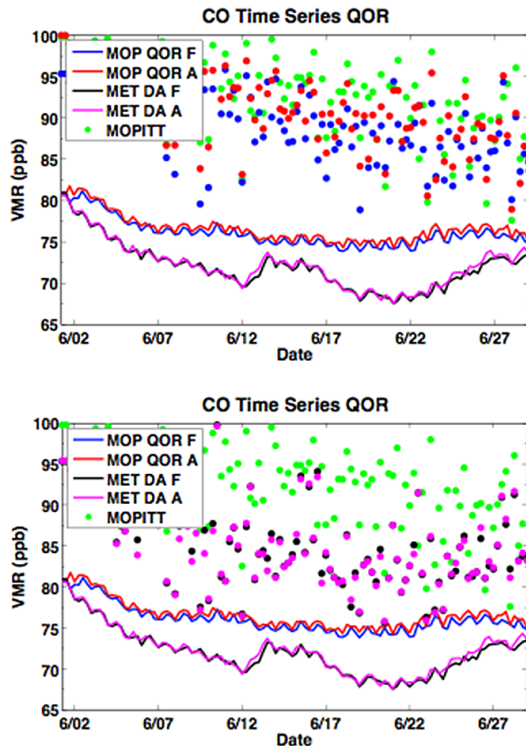 CO Time Series QOR
100
95
90
85
80
75
70
65
VMR (ppb)
MOP QOR F
MOP QOR A
MET DA F
MET DA A
MOPITT
6/02 6/07 6/12 6/17 6/22 6/27
Date
CO Time Series QOR
100
95
90
85
80
75
70
65
VMR (ppb)
MOP QOR F
MOP QOR A
MET DA F
MET DA A
MOPITT
6/02 6/07 6/12 6/17 6/22 6/27
Date